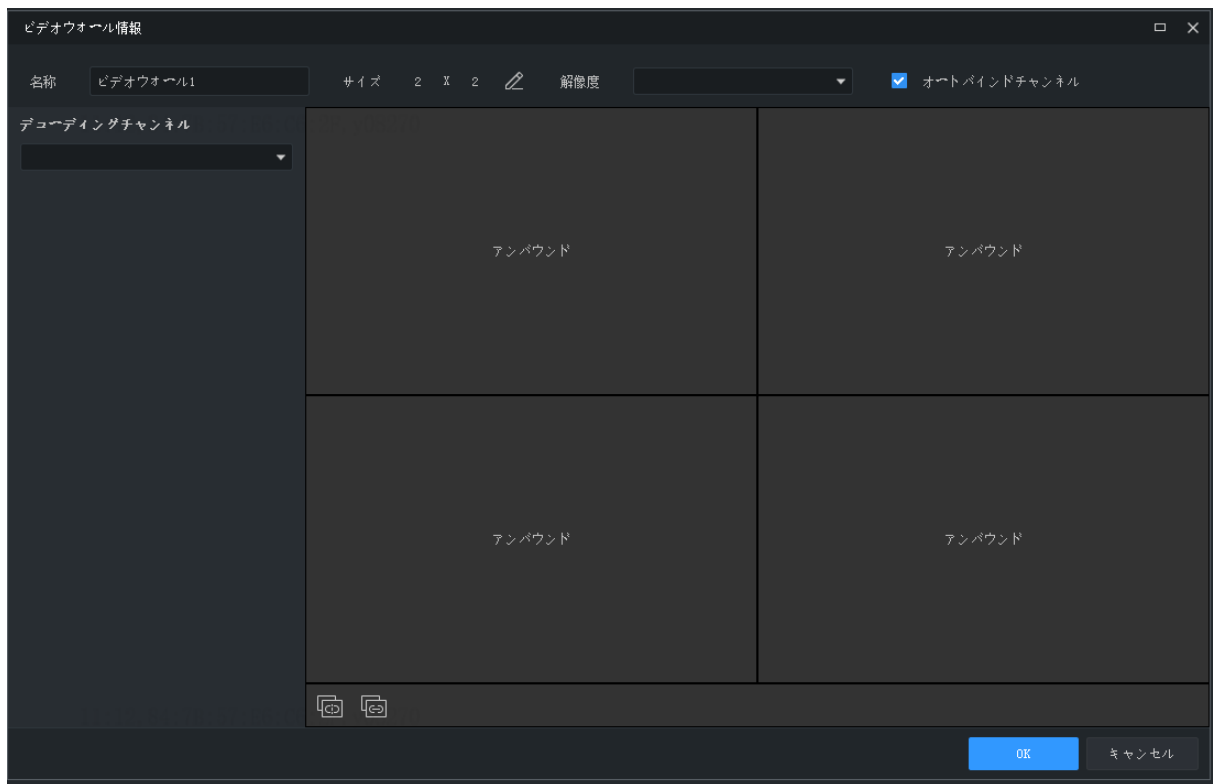 ビデオウオール情報
名称 ビデオウオール1 サイズ 2 X 2 解像度 オートバインドチャンネル
デコーディングチャンネル
アンバウンド アンバウンド
アンバウンド アンバウンド
OK キャンセル